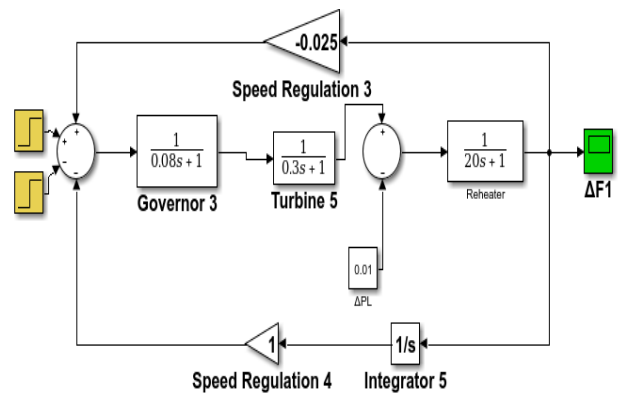 -0.025
Speed Regulation 3
+
+
-
-
1
0.08s + 1
Governor 3
1
0.3s + 1
Turbine 5
+
-
1
20s + 1
Reheater
ΔF1
0.01
ΔPL
1
Speed Regulation 4
1/s
Integrator 5